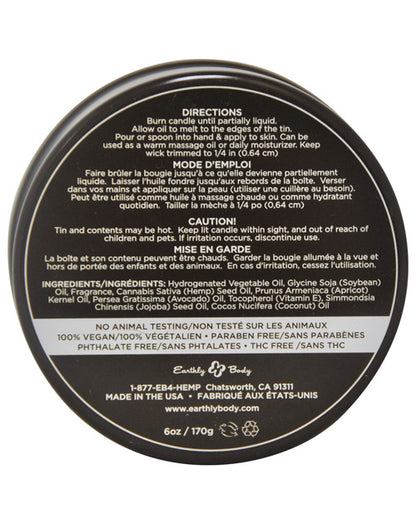 DIRECTIONS
Burn candle until partially liquid.
Allow oil to melt to the edges of the tin.
Pour or spoon into hand & apply to skin. Can be
used as a warm massage oil or daily moisturizer. Keep
wick trimmed to 1/4 in (0.64 cm)
MODE D'EMPLOI
Faire brûler la bougie jusqu'à ce qu'elle devienne partiellement
liquide. Laisser l'huile fondre jusqu'aux rebords de la boîte. Verser
dans vos mains et appliquer sur la peau (utiliser une cuillère au besoin).
Peut être utilisé comme huile à massage chaude ou comme hydratant
quotidien. Tailler la mèche à 1/4 po (0,64 cm)
CAUTION!
Tin and contents may be hot. Keep lit candle within sight, and out of reach of
children and pets. If irritation occurs, discontinue use.
MISE EN GARDE
La boîte et son contenu peuvent être chauds. Garder la bougie allumée à la vue et
hors de portée des enfants et des animaux. En cas d'irritation, cessez l'utilisation.
INGREDIENTS/INGRÉDIENTS: Hydrogenated Vegetable Oil, Glycine Soja (Soybean)
Oil, Fragrance, Cannabis Sativa (Hemp) Seed Oil, Prunus Armeniaca (Apricot)
Kernel Oil, Persea Gratissima (Avocado) Oil, Tocopherol (Vitamin E), Simmondsia
Chinensis (Jojoba) Seed Oil, Cocos Nucifera (Coconut) Oil
NO ANIMAL TESTING/NON TESTÉ SUR LES ANIMAUX
100% VEGAN/100% VÉGÉTALIEN • PARABEN FREE/SANS PARABÈNES
PHTHALATE FREE/SANS PHTALATES • THC FREE/SANS THC
Earthly Body
1-877-EB4-HEMP Chatsworth, CA 91311
MADE IN THE USA • FABRIQUÉ AUX ÉTATS-UNIS
www.earthlybody.com
6oz / 170g